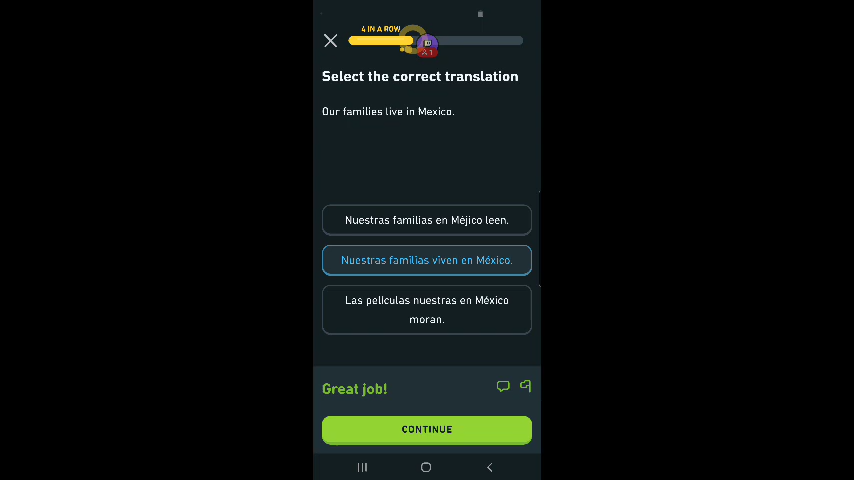 4 IN A ROW
Select the correct translation
Our families live in Mexico.
Nuestras familias en Méjico leen.
Nuestras familias viven en México.
Las películas nuestras en México
moran.
Great job!
CONTINUE